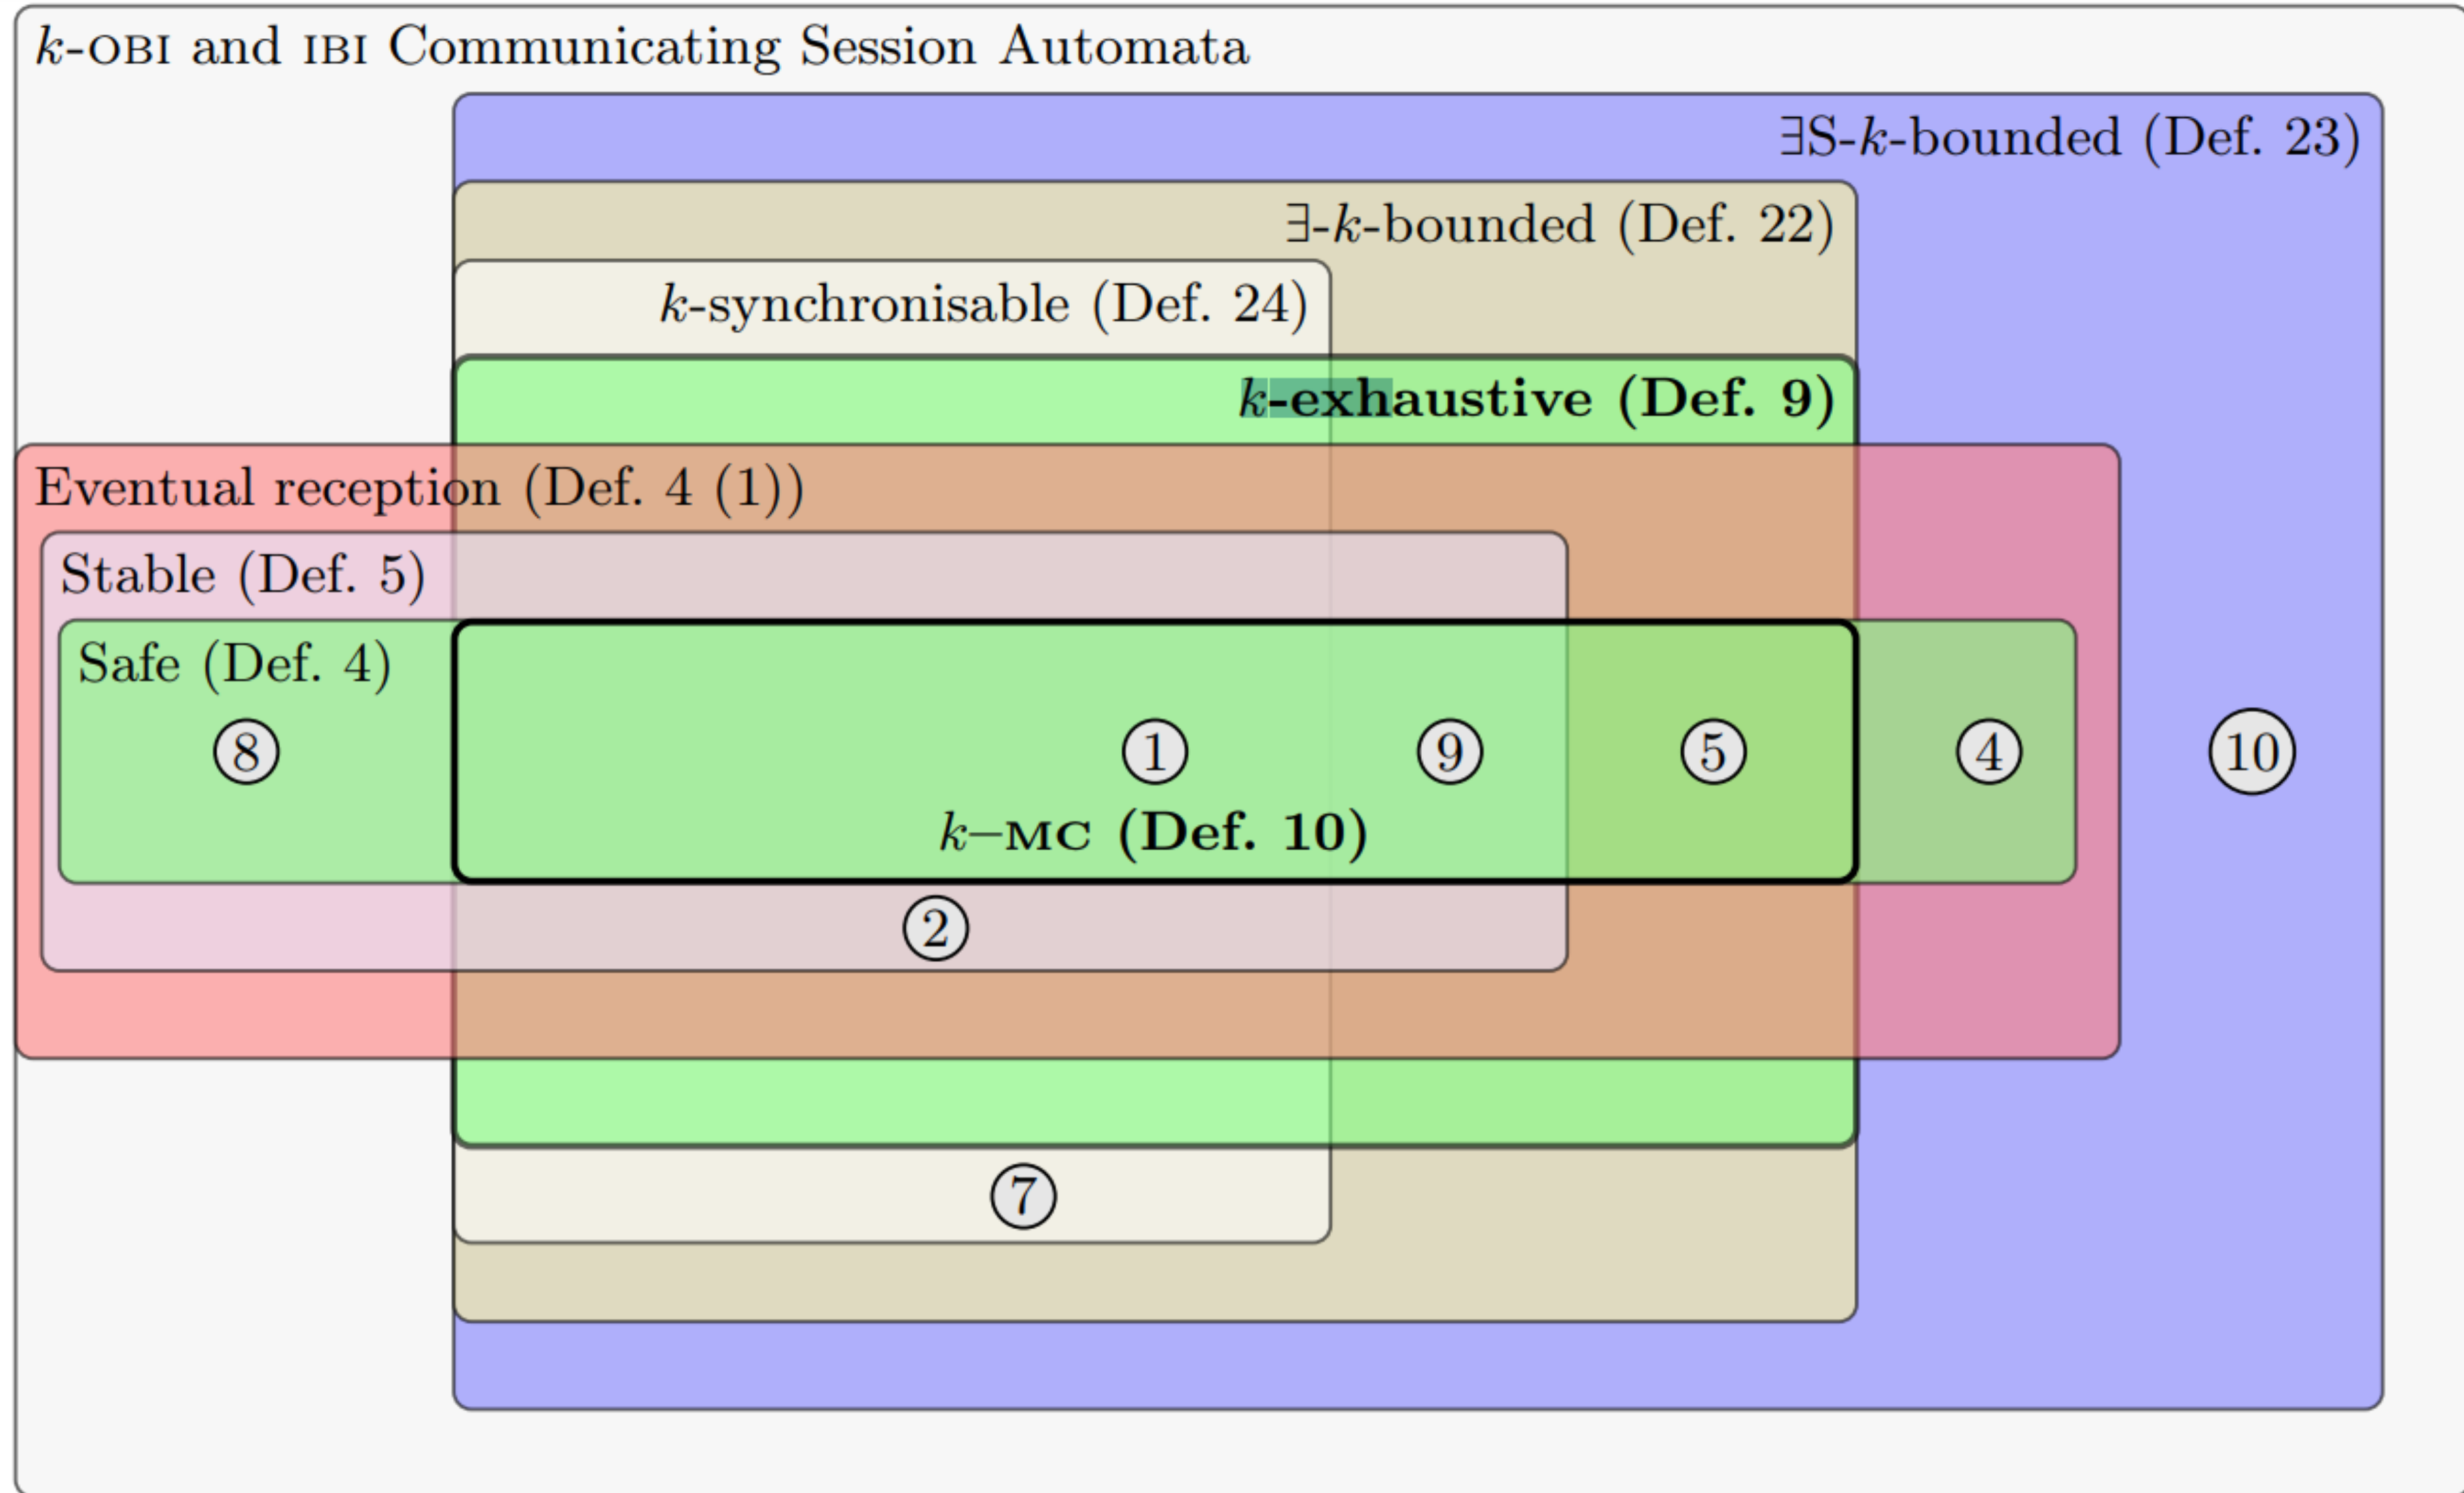 k-OBI and IBI Communicating Session Automata
∃S-k-bounded (Def. 23)
∃-k-bounded (Def. 22)
k-synchronisable (Def. 24)
k-exhaustive (Def. 9)
Eventual reception (Def. 4 (1))
Stable (Def. 5)
Safe (Def. 4)
8 1 9 5 4 10
k–MC (Def. 10)
2
7